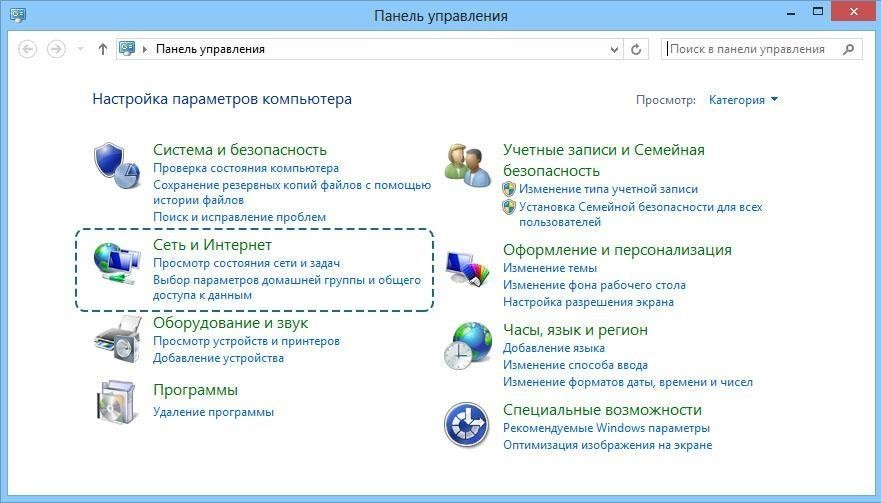 Панель управления
Панель управления
Поиск в панели управления
Настройка параметров компьютера
Просмотр: Категория
Система и безопасность
Проверка состояния компьютера
Сохранение резервных копий файлов с помощью
истории файлов
Поиск и исправление проблем
Сеть и Интернет
Просмотр состояния сети и задач
Выбор параметров домашней группы и общего
доступа к данным
Оборудование и звук
Просмотр устройств и принтеров
Добавление устройства
Программы
Удаление программы
Учетные записи и Семейная
безопасность
Изменение типа учетной записи
Установка Семейной безопасности для всех
пользователей
Оформление и персонализация
Изменение темы
Изменение фона рабочего стола
Настройка разрешения экрана
Часы, язык и регион
Добавление языка
Изменение способа ввода
Изменение форматов даты, времени и чисел
Специальные возможности
Рекомендуемые Windows параметры
Оптимизация изображения на экране